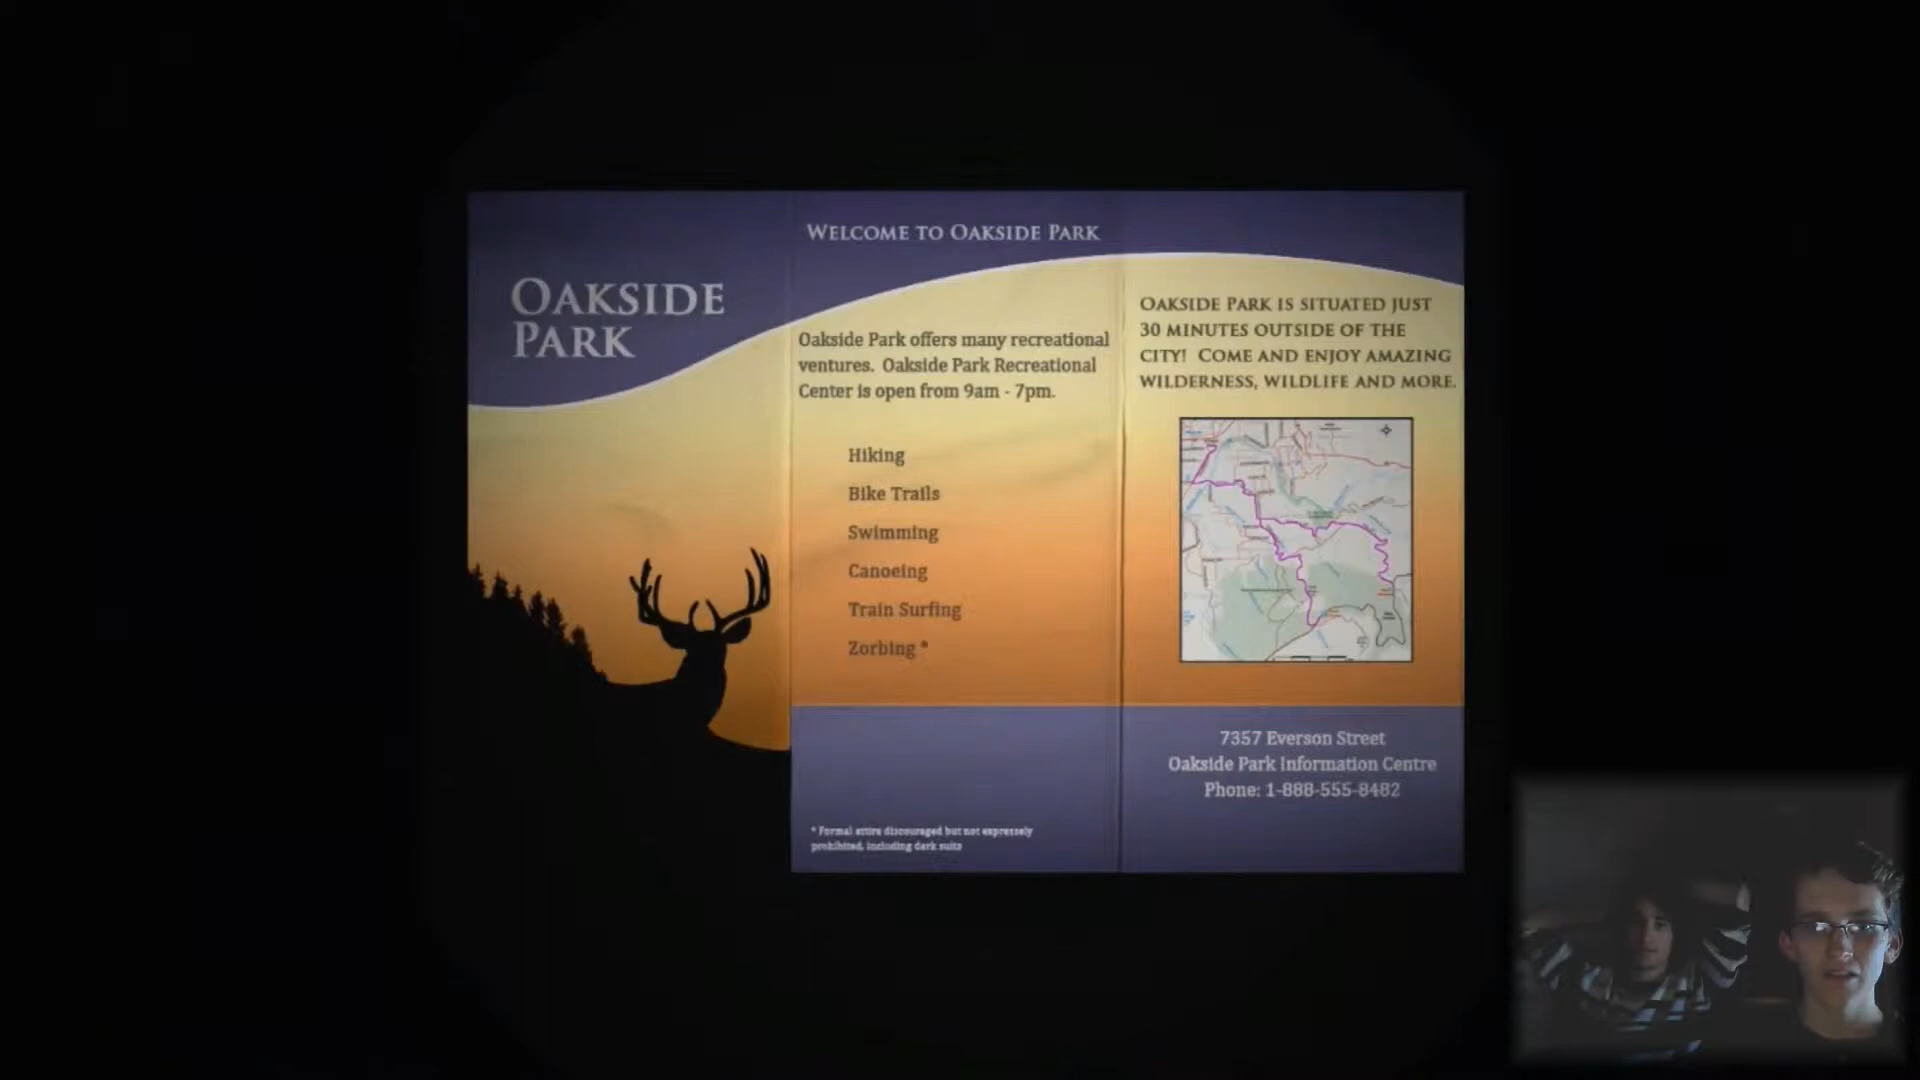 OAKSIDE
PARK
WELCOME TO OAKSIDE PARK
Oakside Park offers many recreational
ventures. Oakside Park Recreational
Center is open from 9am - 7pm.
Hiking
Bike Trails
Swimming
Canoeing
Train Surfing
Zorbing *
* Formal attire discouraged but not expressly
prohibited, including dark suits
OAKSIDE PARK IS SITUATED JUST
30 MINUTES OUTSIDE OF THE
CITY! COME AND ENJOY AMAZING
WILDERNESS, WILDLIFE AND MORE.
7357 Everson Street
Oakside Park Information Centre
Phone: 1-888-555-8482